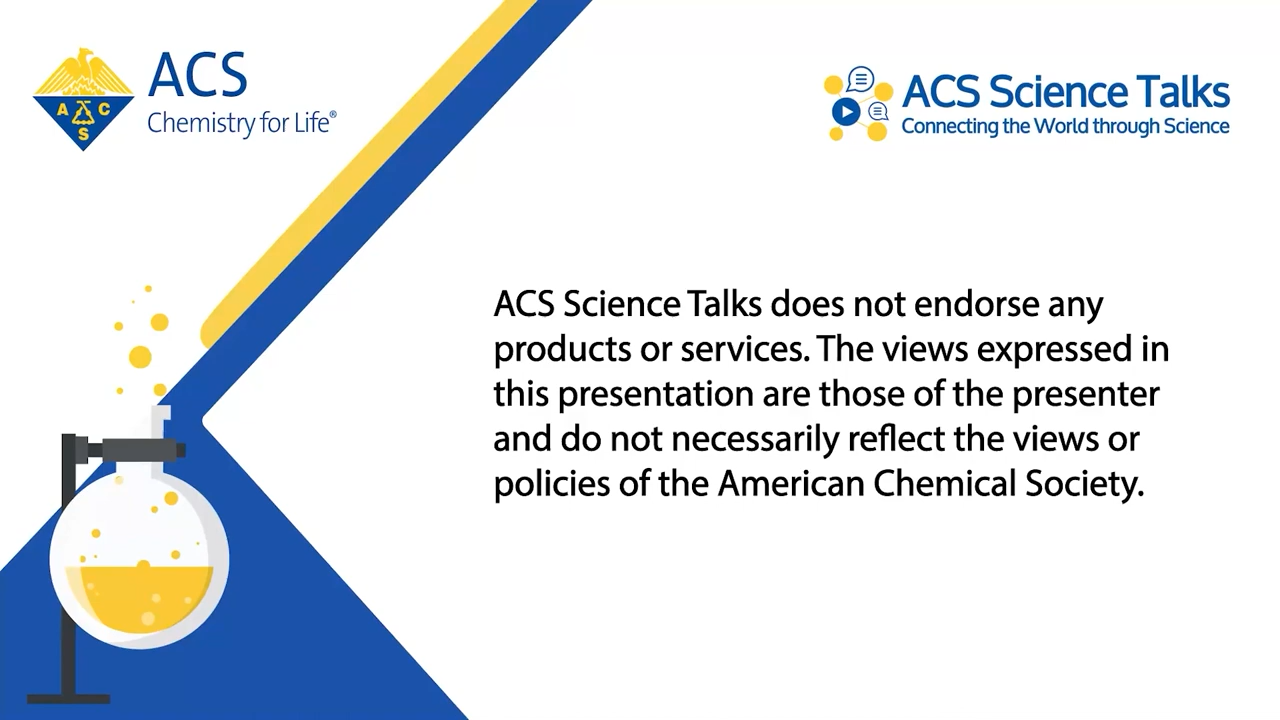 ACS
Chemistry for Life®
A C
S
ACS Science Talks
Connecting the World through Science
ACS Science Talks does not endorse any
products or services. The views expressed in
this presentation are those of the presenter
and do not necessarily reflect the views or
policies of the American Chemical Society.